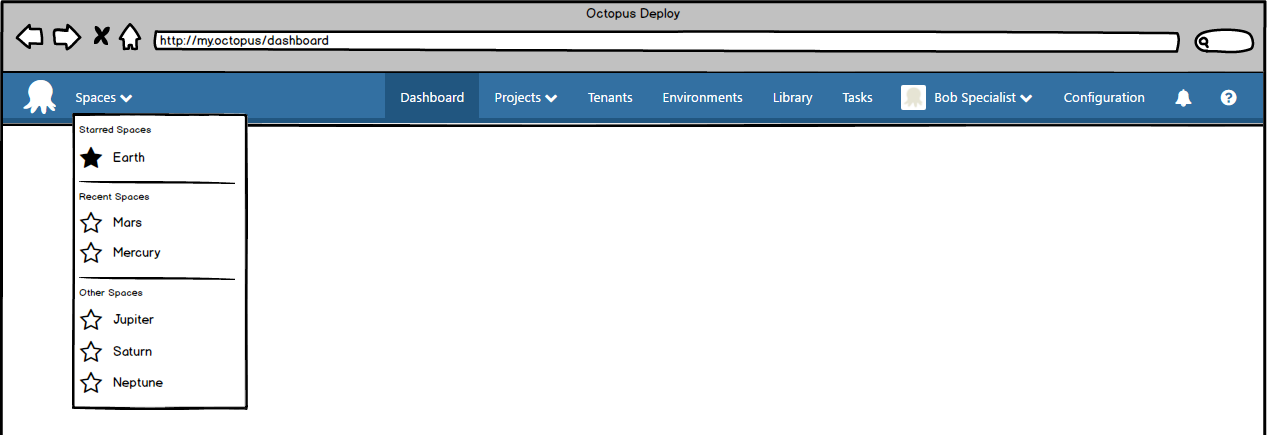 Octopus Deploy
http://my.octopus/dashboard
Spaces Dashboard Projects Tenants Environments Library Tasks Bob Specialist Configuration ?
Starred Spaces
Earth
Recent Spaces
Mars
Mercury
Other Spaces
Jupiter
Saturn
Neptune